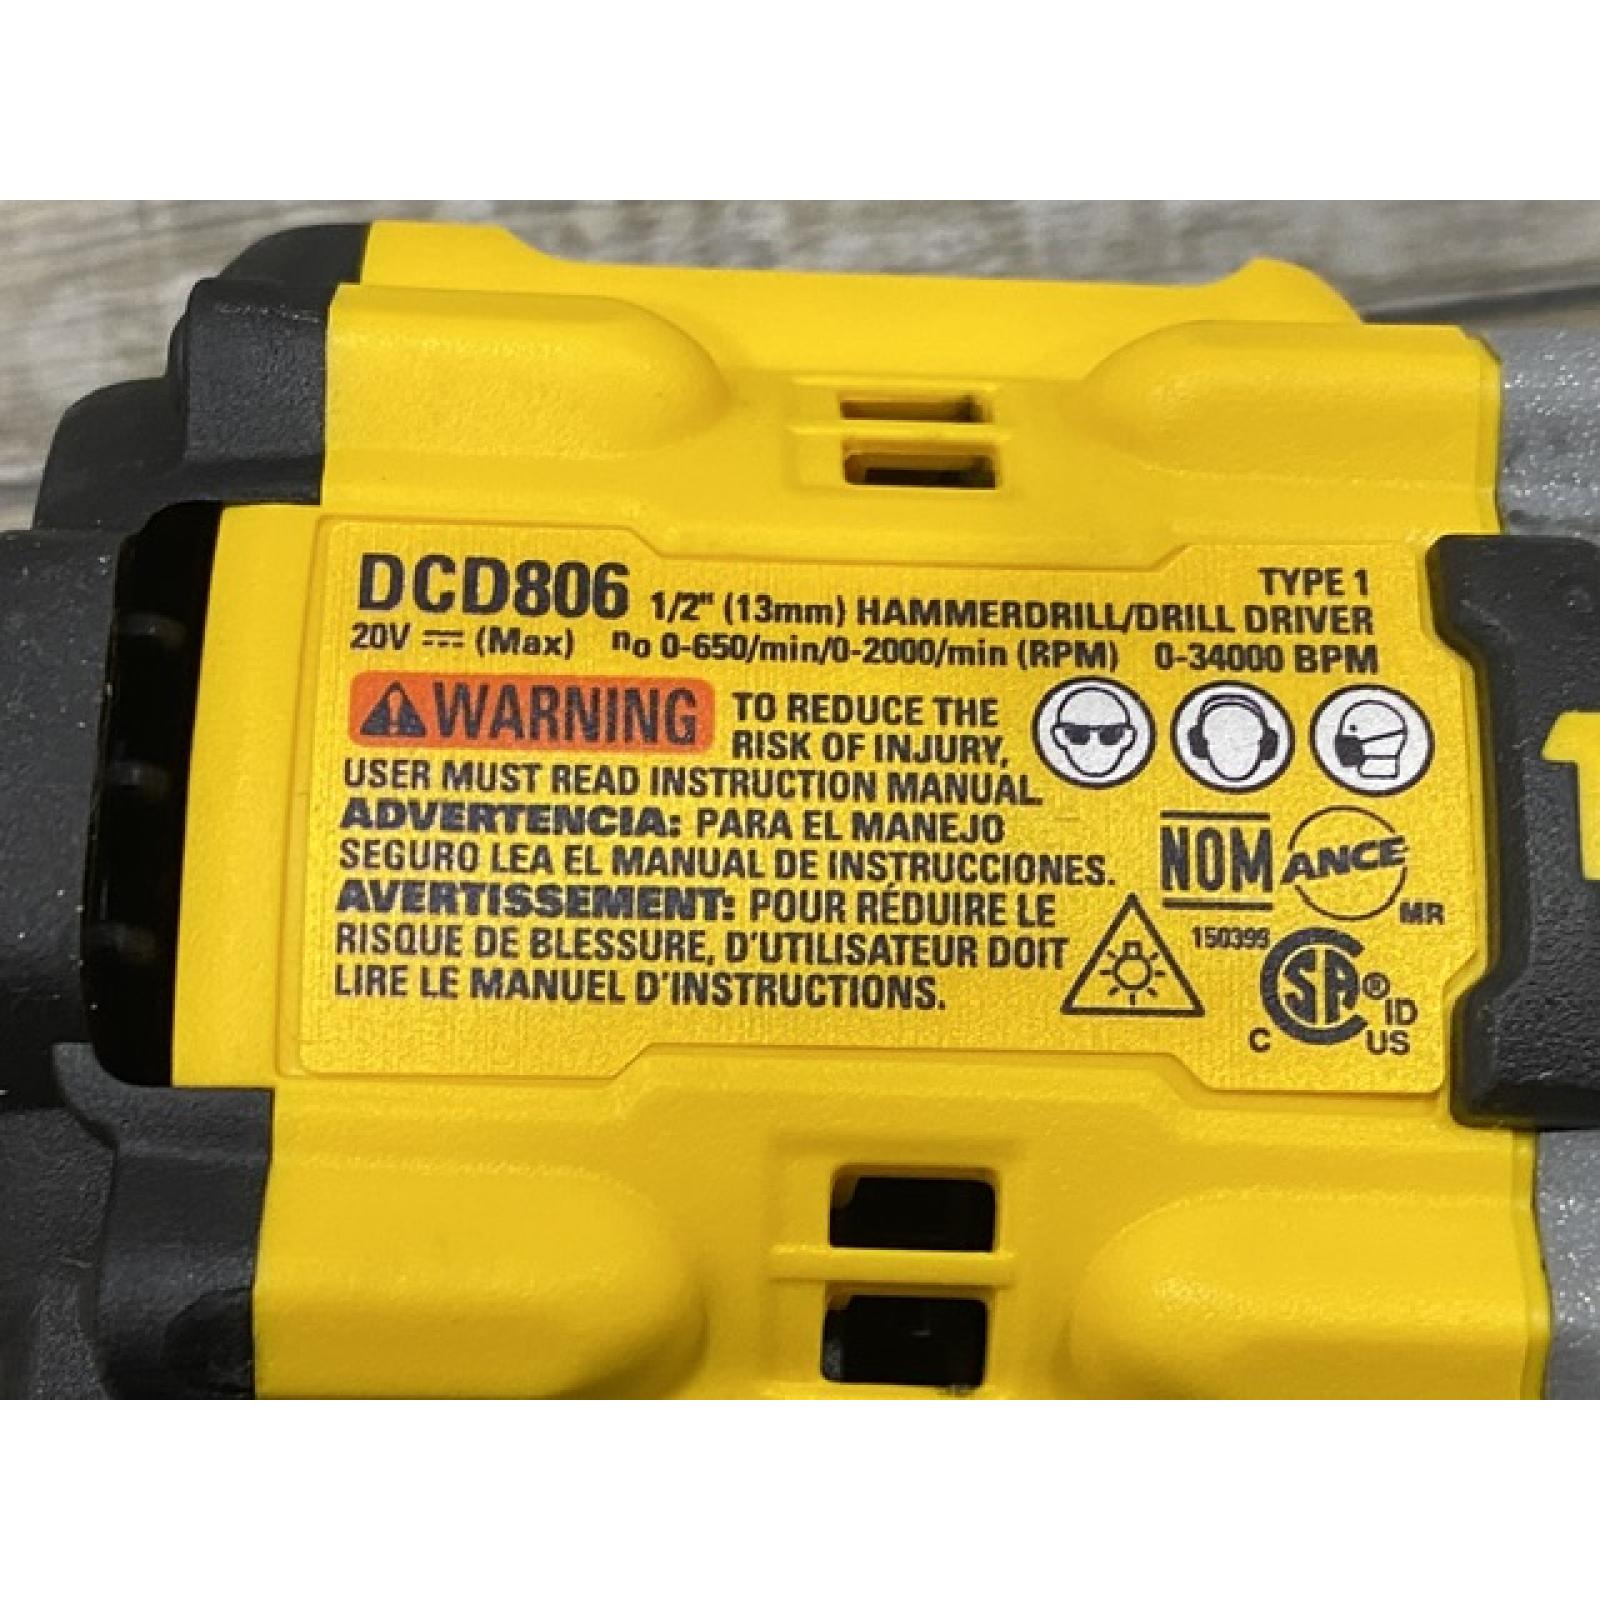 DCD806 1/2" (13mm) HAMMERDRILL/DRILL DRIVER
TYPE 1
20V ⎓ (Max) no 0-650/min/0-2000/min (RPM) 0-34000 BPM
WARNING TO REDUCE THE
RISK OF INJURY,
USER MUST READ INSTRUCTION MANUAL.
ADVERTENCIA: PARA EL MANEJO
SEGURO LEA EL MANUAL DE INSTRUCCIONES.
AVERTISSEMENT: POUR RÉDUIRE LE
RISQUE DE BLESSURE, D'UTILISATEUR DOIT
LIRE LE MANUEL D'INSTRUCTIONS.
NOM ANCE
MR
150399
C SA ® ID
C US